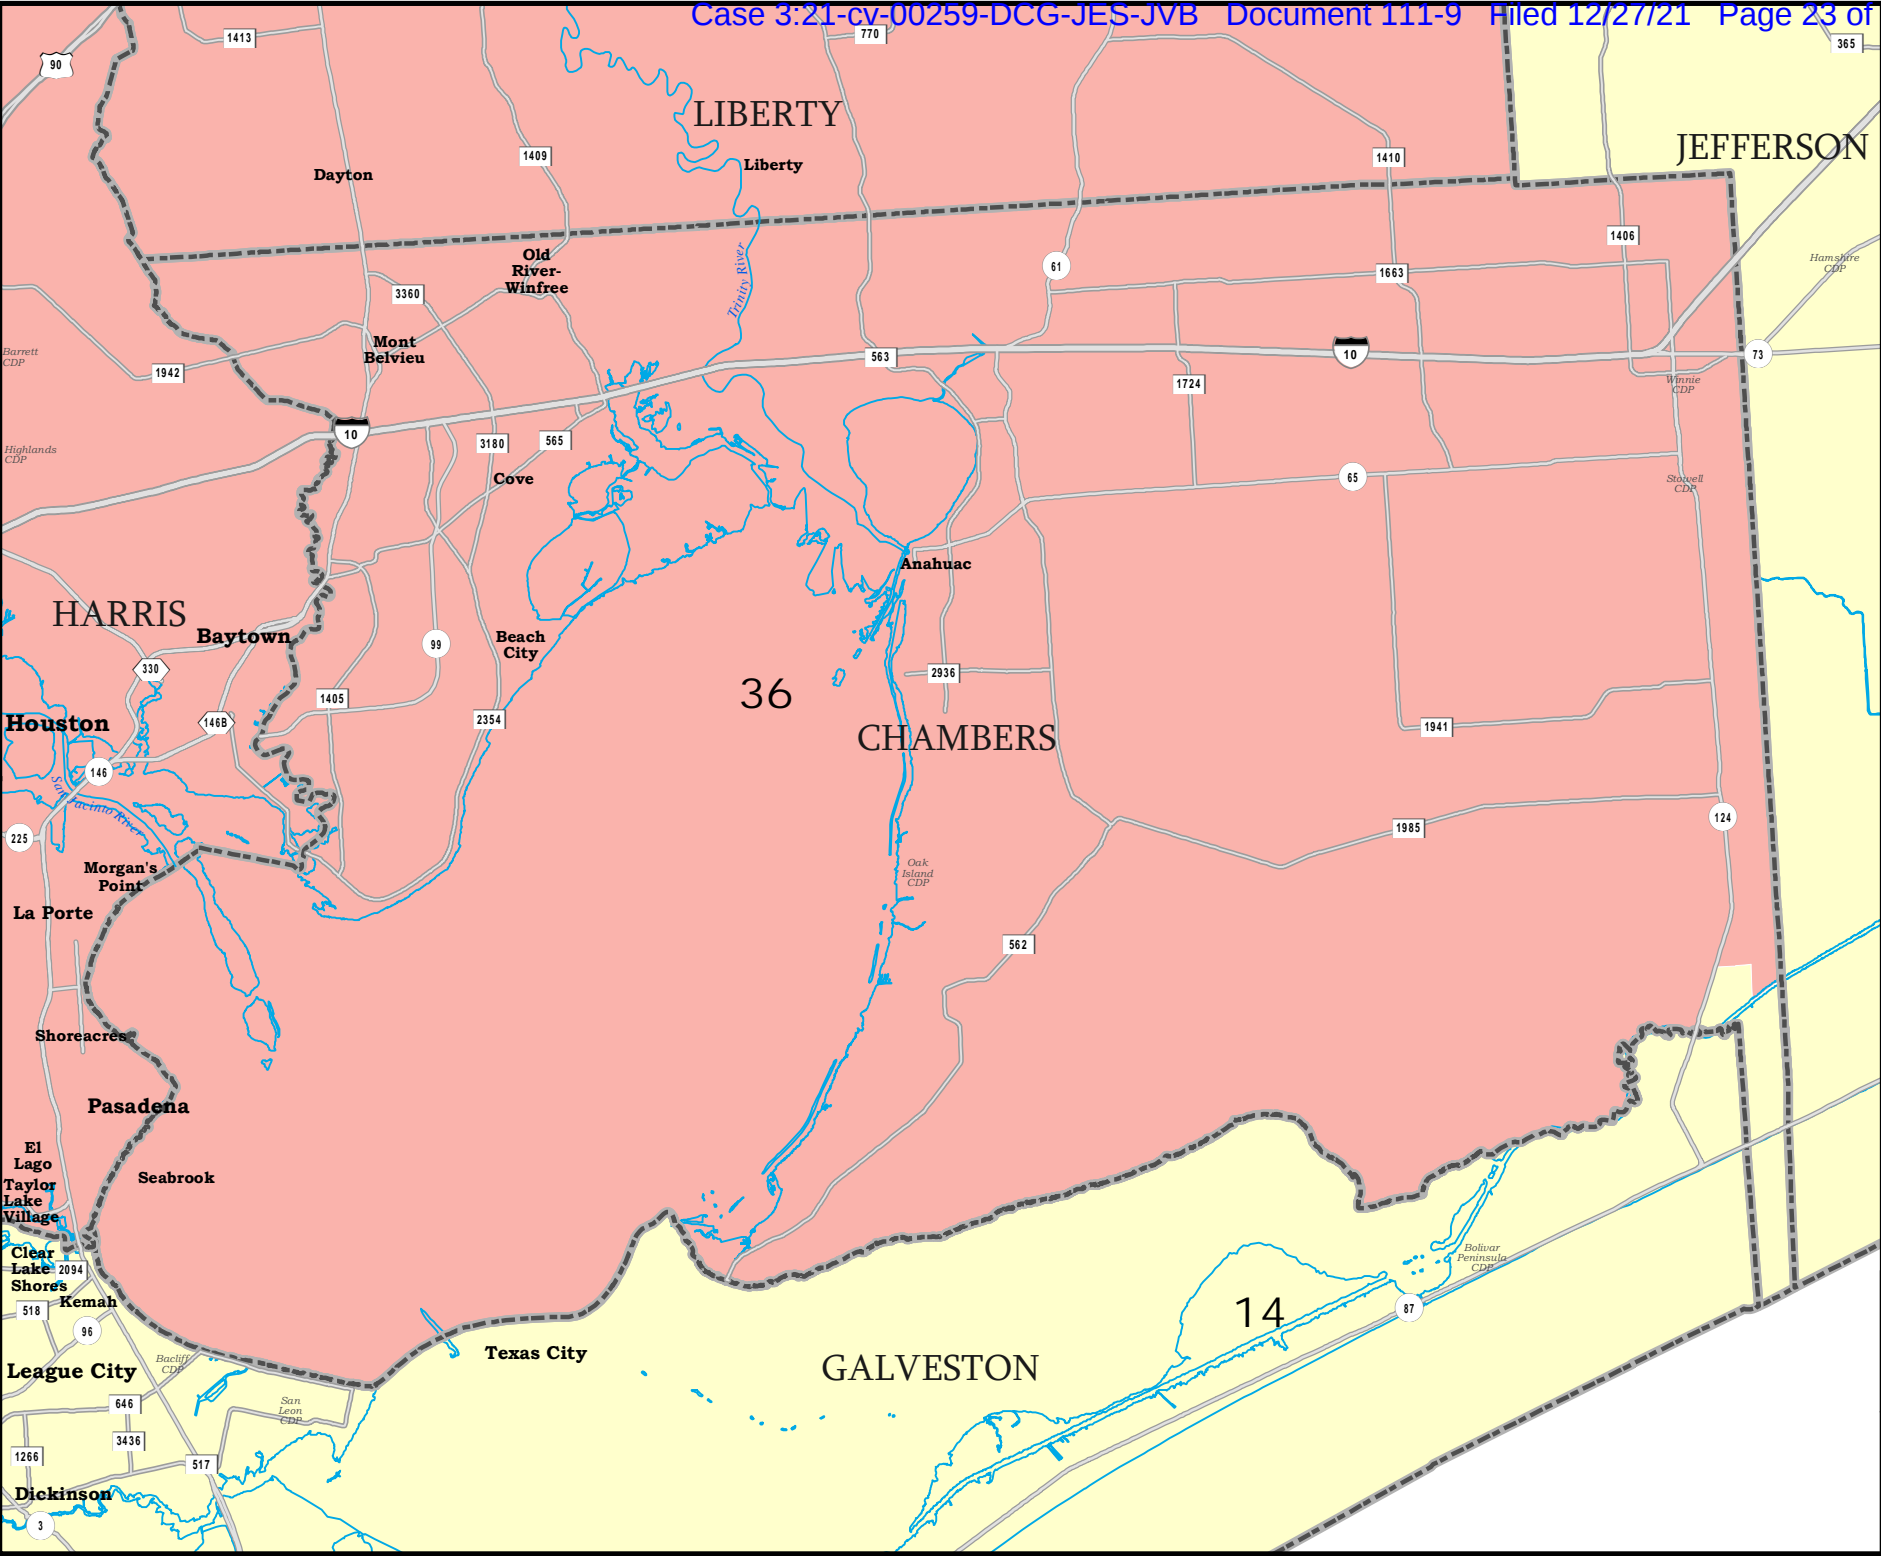 Case 3:21-cv-00259-DCG-JES-JVB Document 111-9 Filed 12/27/21 Page 23 of
1413
770
365
90
LIBERTY
JEFFERSON
1409
1410
Liberty
Dayton
1406
Old
River-
Winfree
Trinity River
61
1663
Hamshire
CDP
3360
Mont
Belvieu
Barrett
CDP
1942
563
10
73
1724
Winnie
CDP
10
3180
565
Highlands
CDP
Cove
65
Stowell
CDP
Anahuac
HARRIS
Baytown
Beach
City
99
330
2936
36
1405
146B
2354
Houston
1941
CHAMBERS
146
San Jacinto River
225
124
1985
Morgan's
Point
Oak
Island
CDP
La Porte
562
Shoreacres
Pasadena
El
Lago
Seabrook
Taylor
Lake
Village
Clear
Lake
Shores
2094
Bolivar
Peninsula
CDP
Kemah
518
96
87
14
Texas City
Bacliff
CDP
League City
GALVESTON
646
San
Leon
CDP
3436
1266
517
Dickinson
3